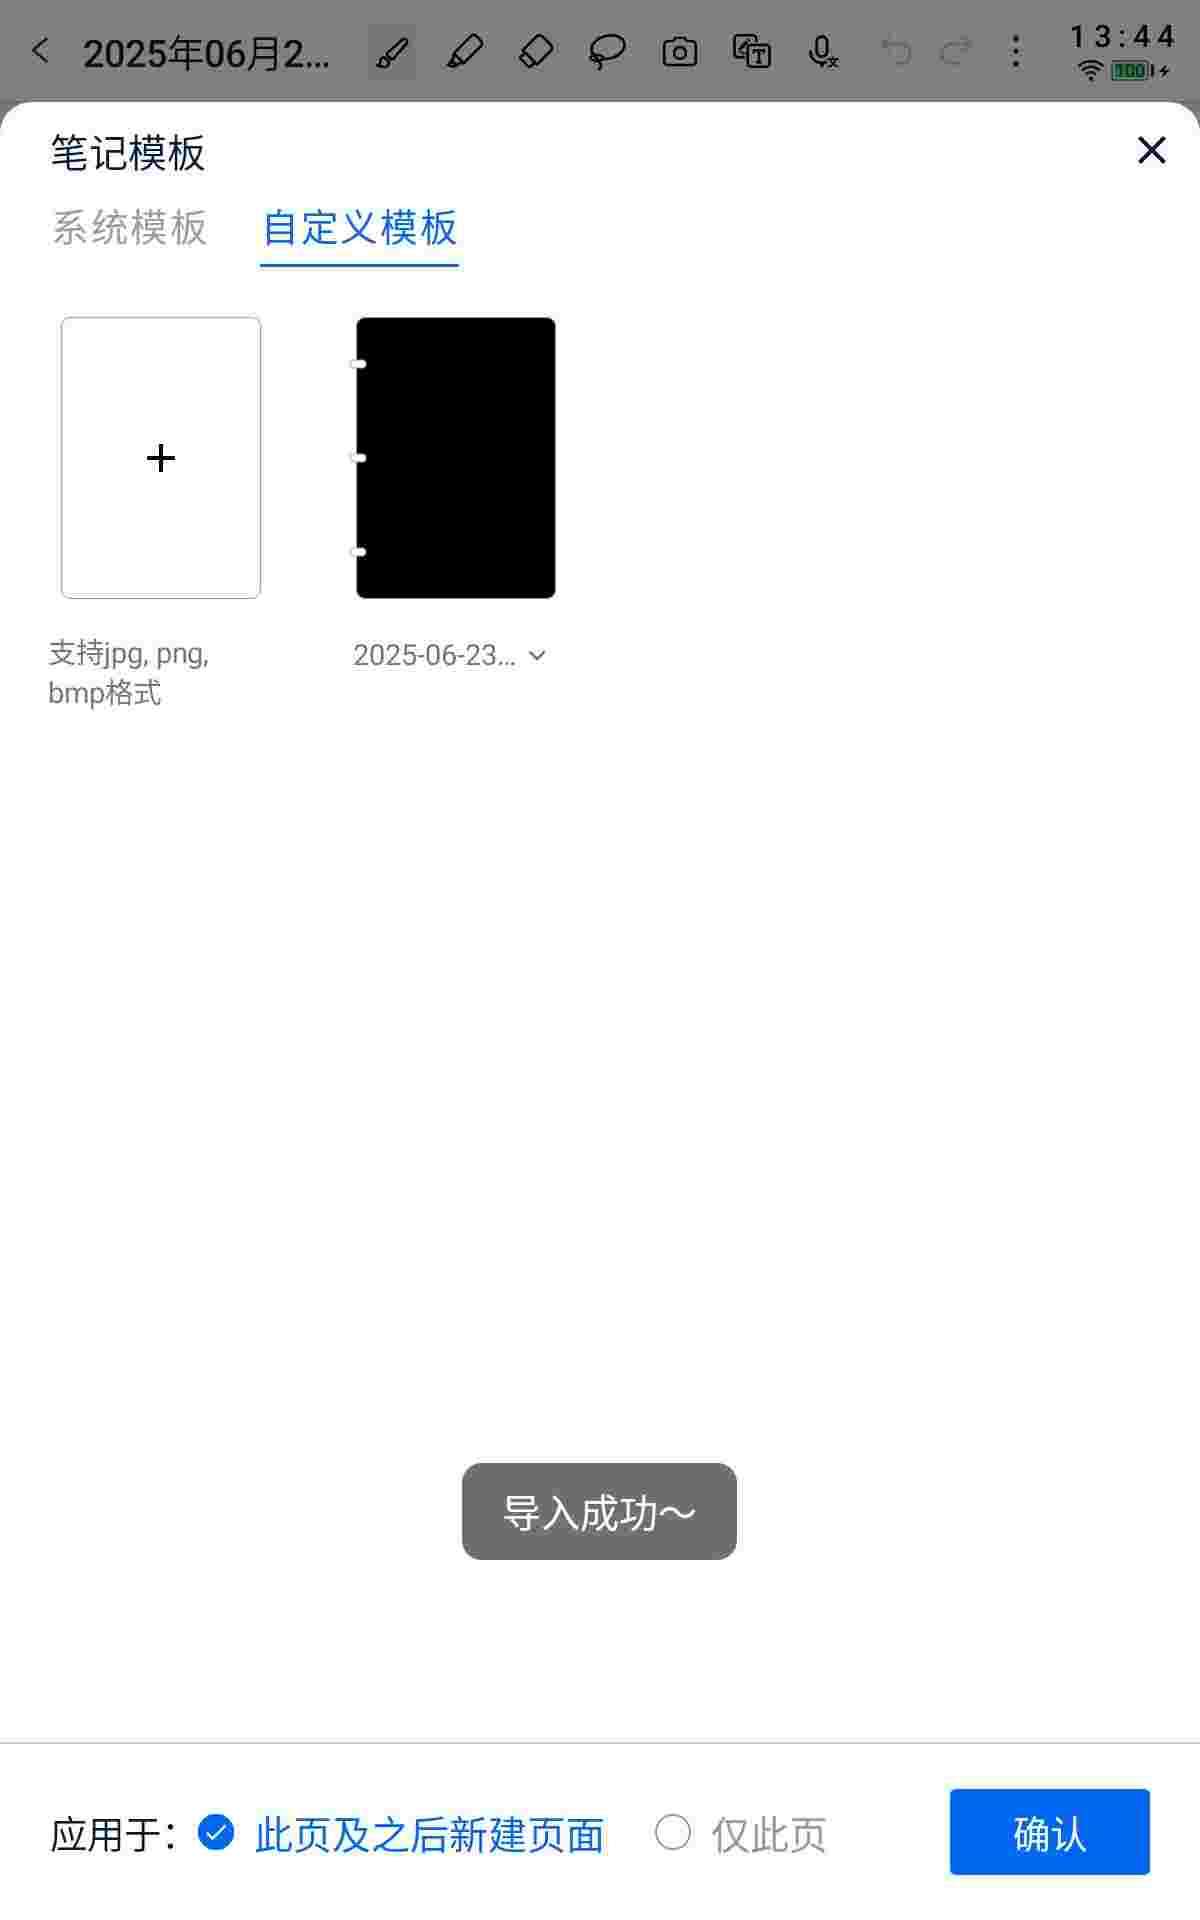 2025年06月2...
13:44
100
笔记模板
系统模板 自定义模板
支持jpg, png,
bmp格式
2025-06-23...
导入成功～
应用于： 此页及之后新建页面 仅此页 确认